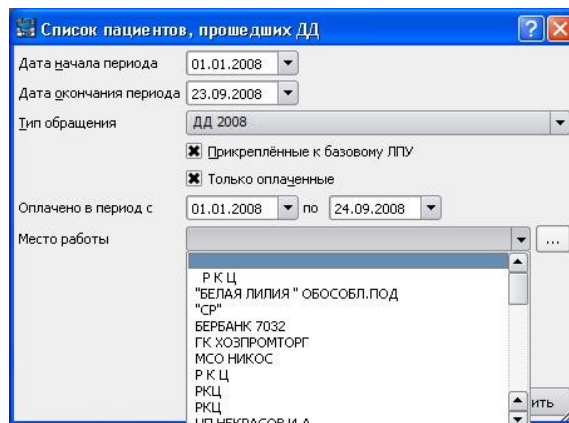 Список пациентов, прошедших ДД
Дата начала периода 01.01.2008
Дата окончания периода 23.09.2008
Тип обращения ДД 2008
Прикреплённые к базовому ЛПУ
Только оплаченные
Оплачено в период с 01.01.2008 по 24.09.2008
Место работы ...
Р К Ц
"БЕЛАЯ ЛИЛИЯ " ОБОСОБЛ.ПОД
"СР"
БЕРБАНК 7032
ГК ХОЗПРОМТОРГ
МСО НИКОС
Р К Ц
РКЦ
РКЦ
ить
НЕКРАСОВ И.А.